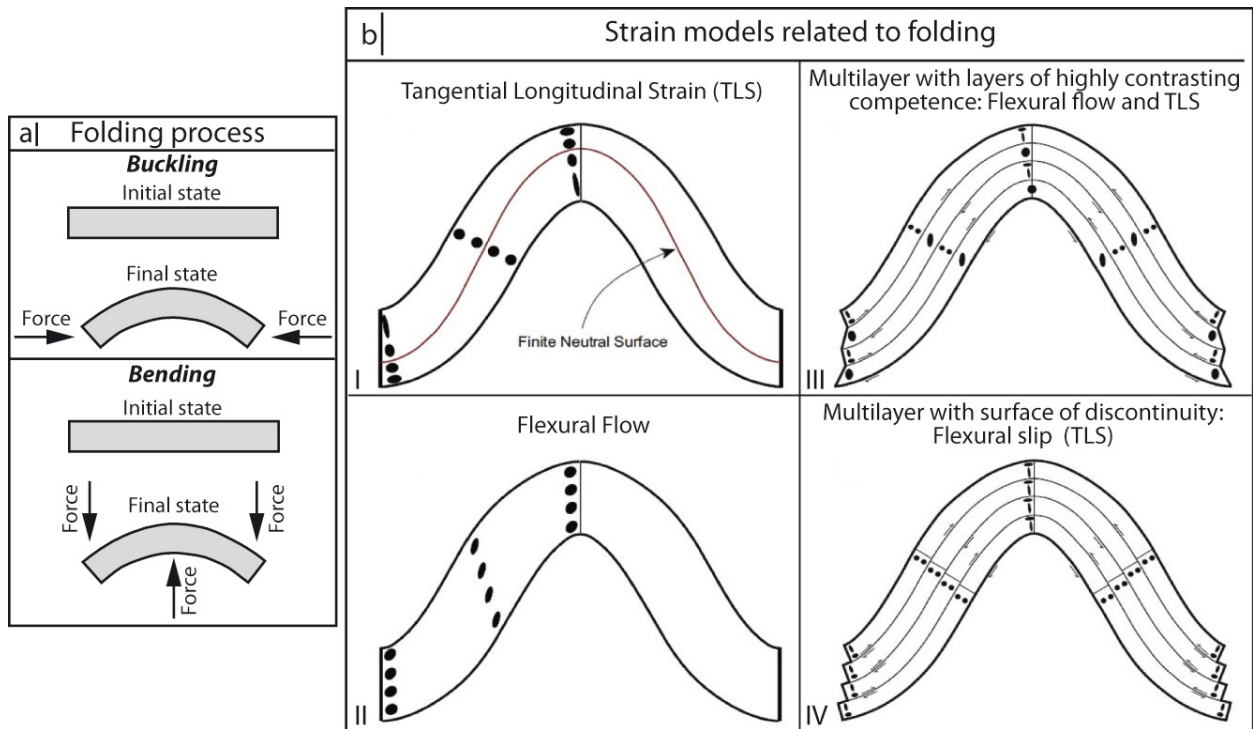 a| Folding process
Buckling
Initial state
Final state
Force
Force
Bending
Initial state
Final state
Force
Force
Force
b| Strain models related to folding
Tangential Longitudinal Strain (TLS)
Finite Neutral Surface
I
Multilayer with layers of highly contrasting
competence: Flexural flow and TLS
III
Flexural Flow
II
Multilayer with surface of discontinuity:
Flexural slip (TLS)
IV